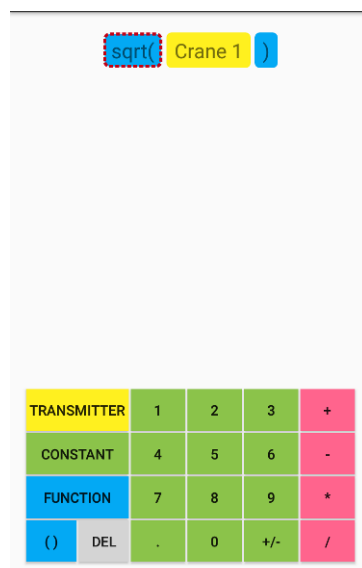 sqrt( Crane 1 )
TRANSMITTER 1 2 3 +
CONSTANT 4 5 6 -
FUNCTION 7 8 9 *
( ) DEL . 0 +/- /